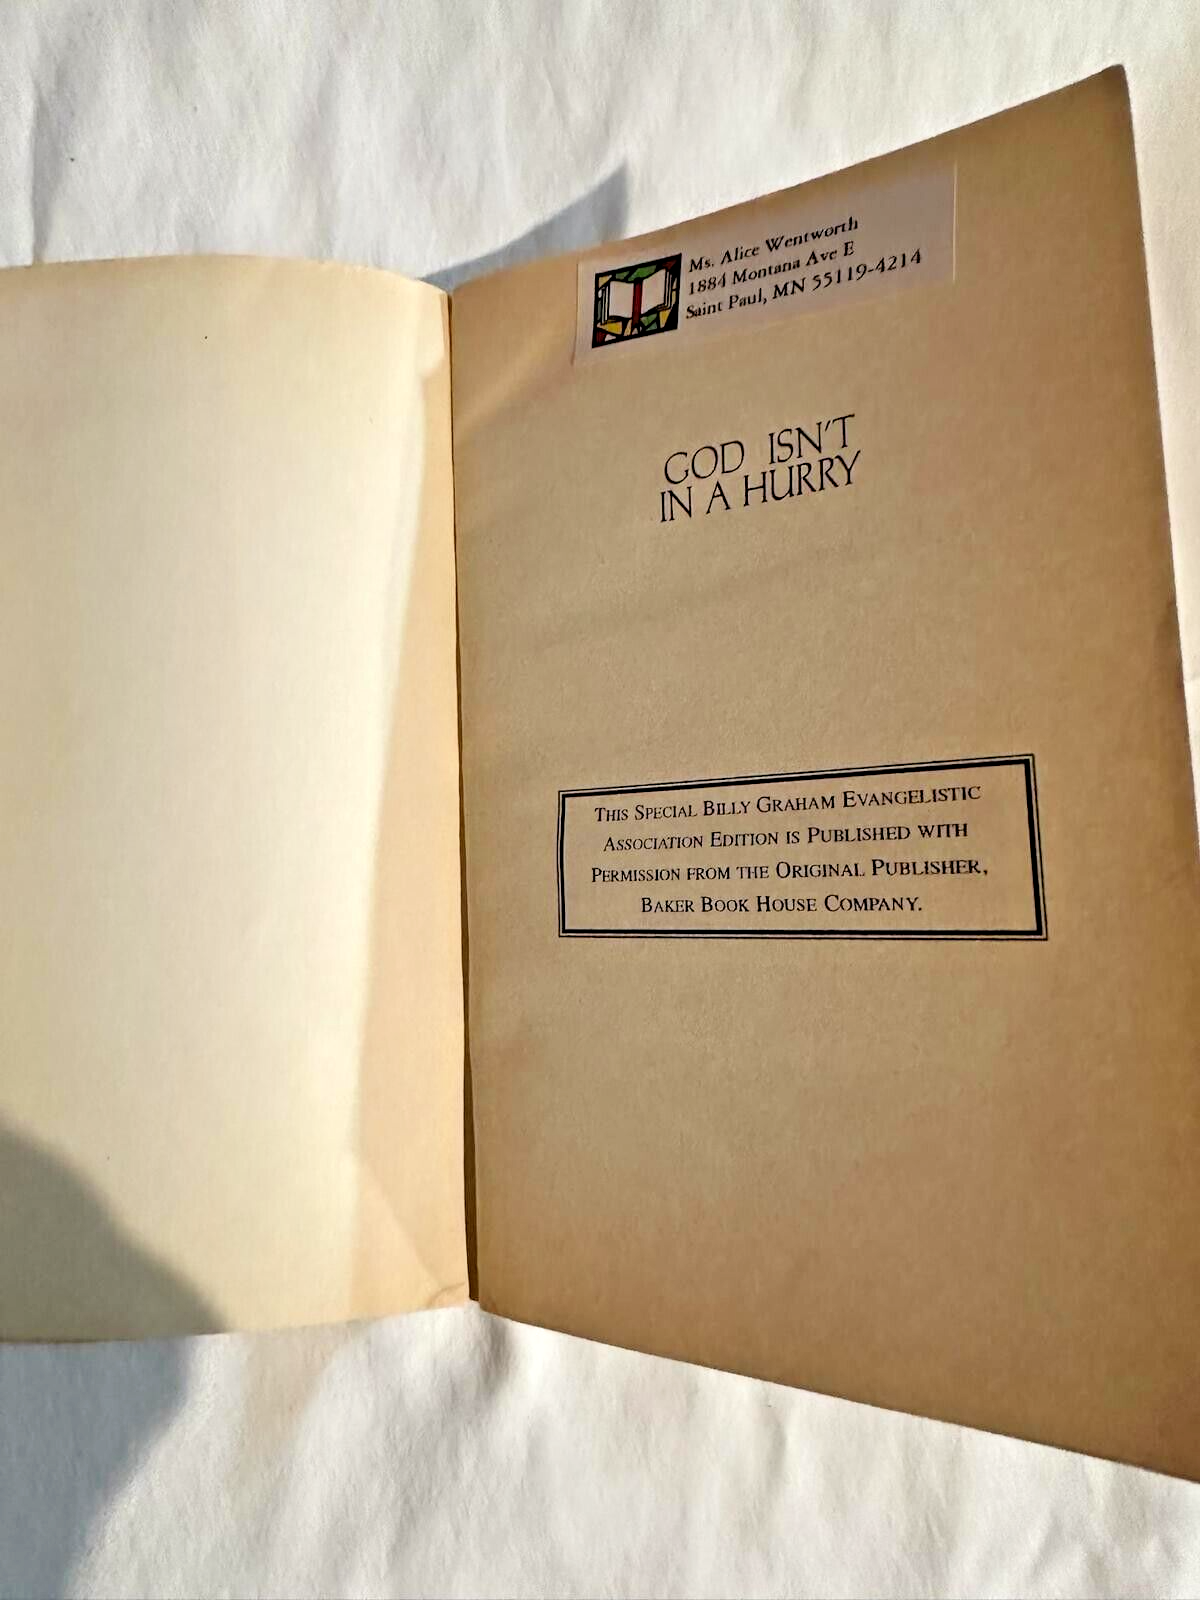 Ms. Alice Wentworth
1884 Montana Ave E
Saint Paul, MN 55119-4214
GOD ISN'T
IN A HURRY
THIS SPECIAL BILLY GRAHAM EVANGELISTIC
ASSOCIATION EDITION IS PUBLISHED WITH
PERMISSION FROM THE ORIGINAL PUBLISHER,
BAKER BOOK HOUSE COMPANY.